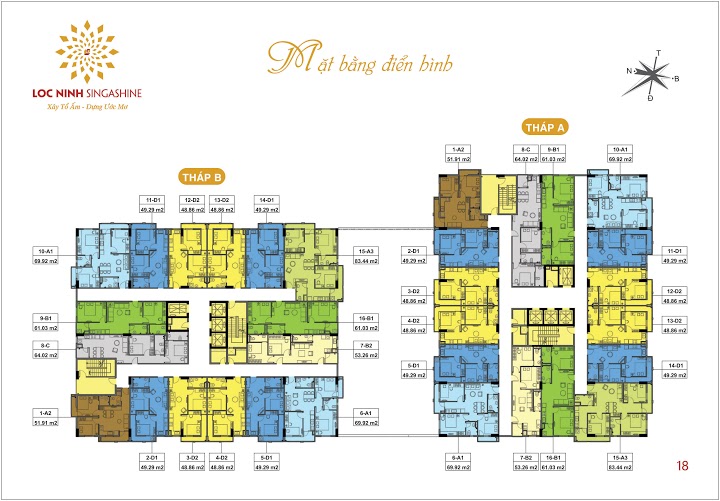 LOC NINH SINGASHINE
Xây Tổ Ấm - Dựng Ước Mơ
Mặt bằng điển hình
T
N
B
Đ
THÁP A
1-A2
51.91 m2
8-C
64.02 m2
9-B1
61.03 m2
10-A1
69.92 m2
THÁP B
11-D1
49.29 m2
12-D2
48.86 m2
13-D2
48.86 m2
14-D1
49.29 m2
10-A1
69.92 m2
15-A3
83.44 m2
2-D1
49.29 m2
11-D1
49.29 m2
3-D2
48.86 m2
12-D2
48.86 m2
9-B1
61.03 m2
16-B1
61.03 m2
4-D2
48.86 m2
13-D2
48.86 m2
8-C
64.02 m2
7-B2
53.26 m2
5-D1
49.29 m2
14-D1
49.29 m2
1-A2
51.91 m2
6-A1
69.92 m2
2-D1
49.29 m2
3-D2
48.86 m2
4-D2
48.86 m2
5-D1
49.29 m2
6-A1
69.92 m2
7-B2
53.26 m2
16-B1
61.03 m2
15-A3
83.44 m2
18